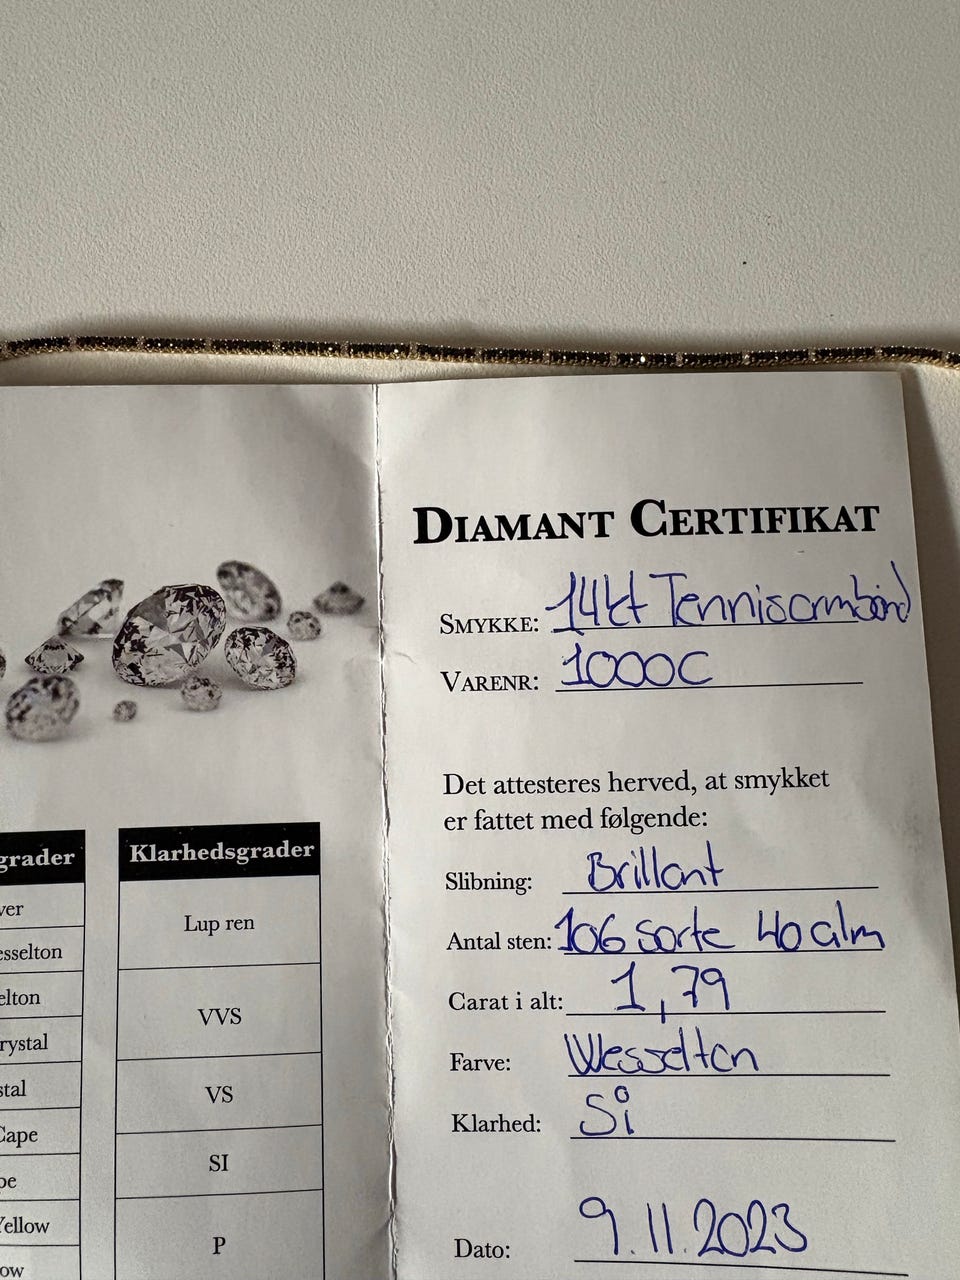 DIAMANT CERTIFIKAT
SMYKKE: 14kt Tennisarmbånd
VARENR: 1000C
Det attesteres herved, at smykket
er fattet med følgende:
Slibning: Brillant
Antal sten: 106 sorte 40 alm
Carat i alt: 1,79
Farve: Wesselton
Klarhed: Si
Dato: 9.11.2023
grader
ver
esselton
elton
rystal
stal
Cape
pe
Yellow
ow
Klarhedsgrader
Lup ren
VVS
VS
SI
P